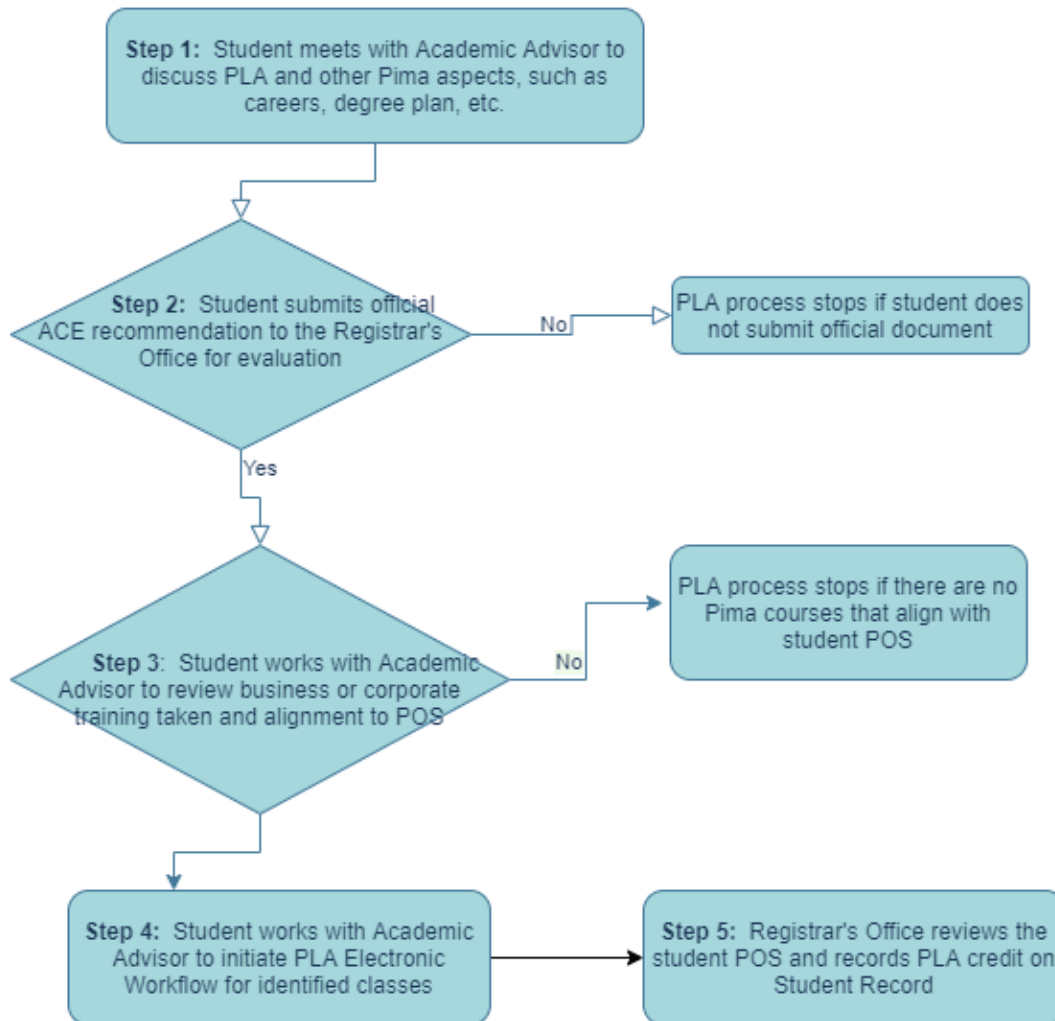 Step 1:  Student meets with Academic Advisor to
discuss PLA and other Pima aspects, such as
careers, degree plan, etc.
Step 2:  Student submits official
ACE recommendation to the Registrar's
Office for evaluation
No
PLA process stops if student does
not submit official document
Yes
Step 3:  Student works with Academic
Advisor to review business or corporate
training taken and alignment to POS
No
PLA process stops if there are no
Pima courses that align with
student POS
Step 4:  Student works with Academic
Advisor to initiate PLA Electronic
Workflow for identified classes
Step 5:  Registrar's Office reviews the
student POS and records PLA credit on
Student Record